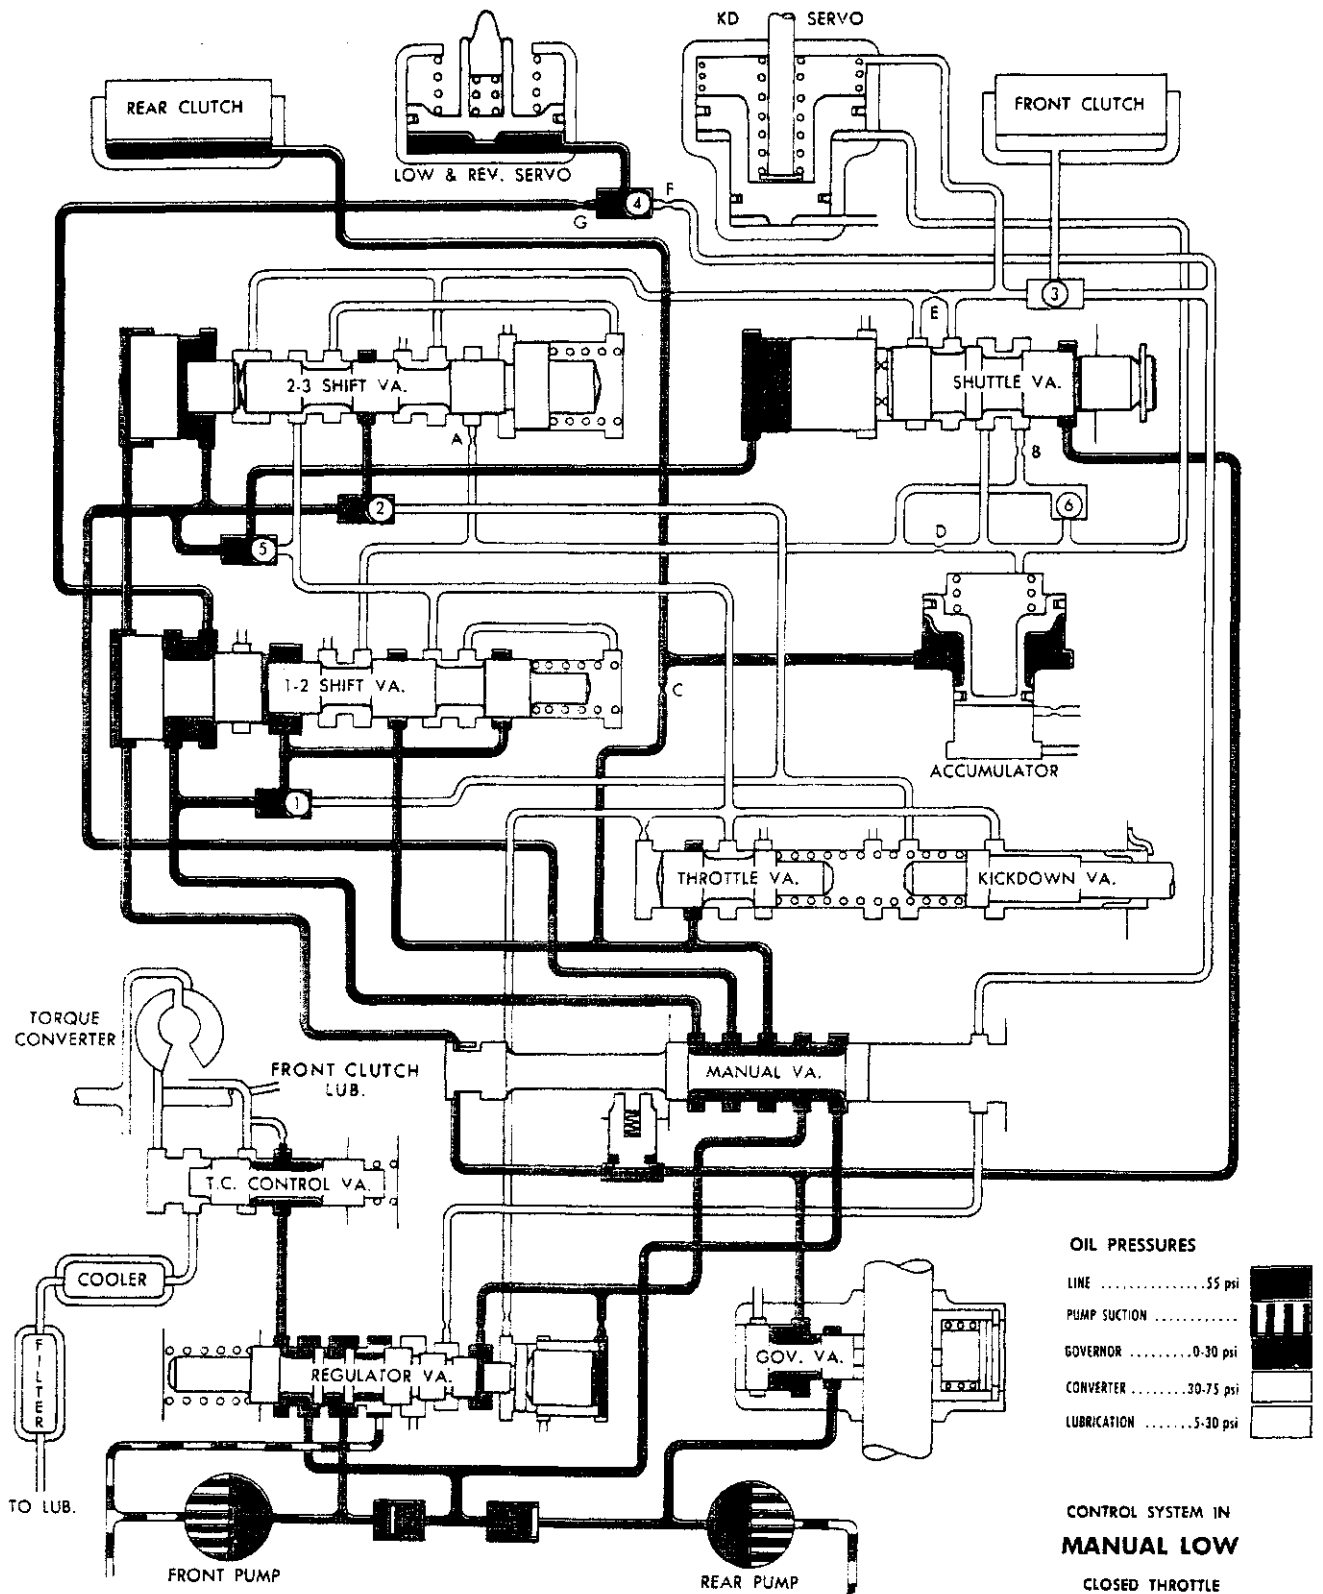 KD SERVO
REAR CLUTCH
FRONT CLUTCH
LOW & REV. SERVO
4
F
G
3
E
2-3 SHIFT VA.
SHUTTLE VA.
A
B
2
6
5
D
1-2 SHIFT VA.
C
ACCUMULATOR
1
THROTTLE VA.
KICKDOWN VA.
TORQUE
CONVERTER
FRONT CLUTCH
LUB.
MANUAL VA.
T.C. CONTROL VA.
COOLER
FILTER
TO LUB.
REGULATOR VA.
GOV. VA.
OIL PRESSURES
LINE ..............55 psi
PUMP SUCTION ............
GOVERNOR .........0-30 psi
CONVERTER ........30-75 psi
LUBRICATION .......5-30 psi
FRONT PUMP
REAR PUMP
CONTROL SYSTEM IN
MANUAL LOW
CLOSED THROTTLE